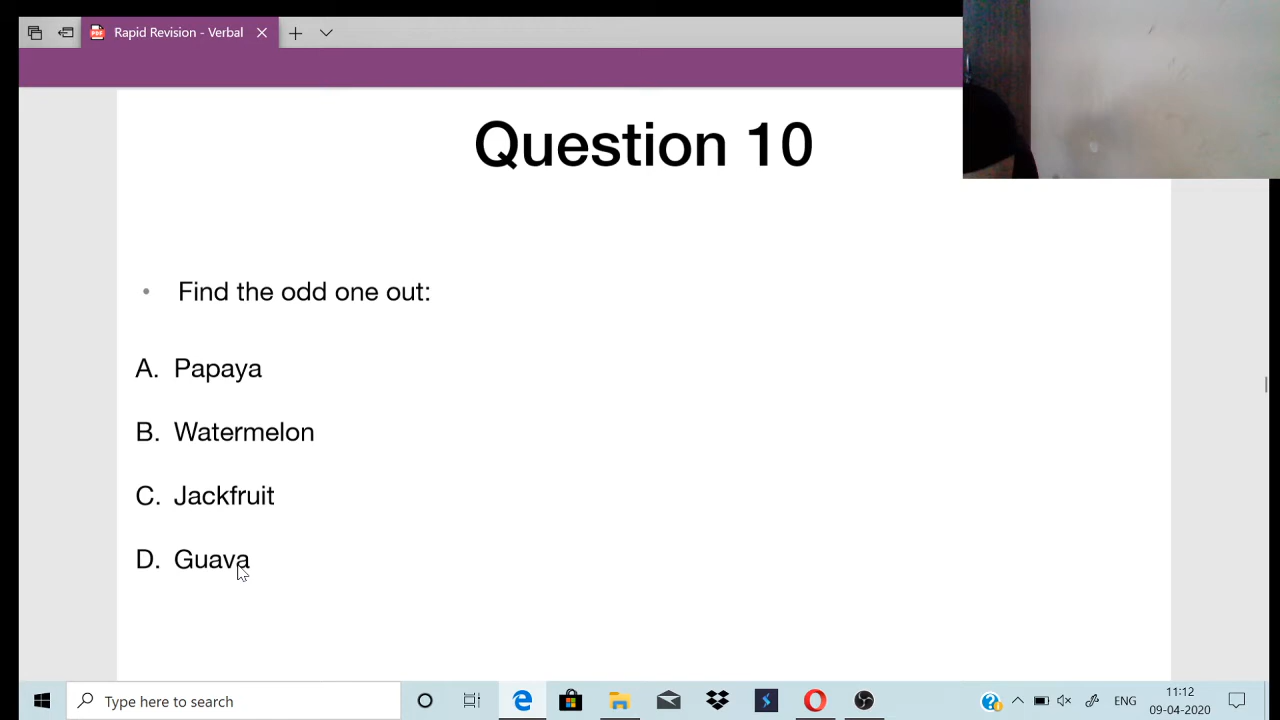 Rapid Revision - Verbal
Question 10
• Find the odd one out:
A. Papaya
B. Watermelon
C. Jackfruit
D. Guava
Type here to search
ENG
11:12
09-04-2020